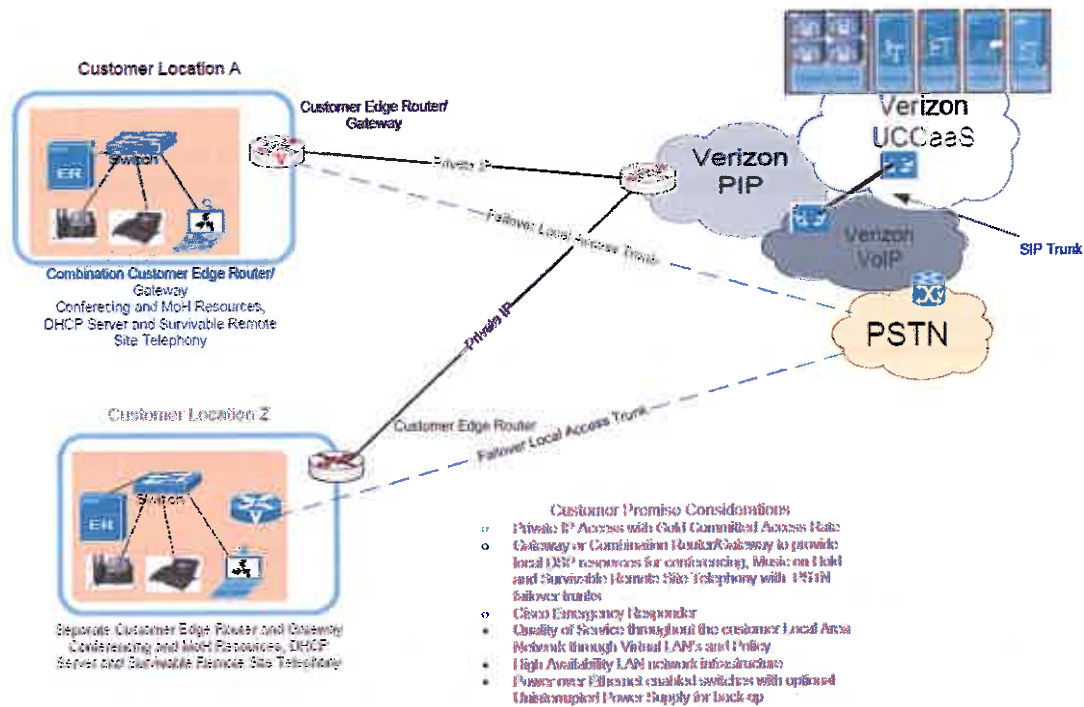 Customer Location A
Customer Edge Router/
Gateway
Switch
ER
V
Private IP
Failover Local Access Trunk
Combination Customer Edge Router/
Gateway
Conferecing and MoH Resources,
DHCP Server and Survivable Remote
Site Telephony
Verizon
UCCaaS
Verizon
PIP
Verizon
VoIP
SIP Trunk
PSTN
Private IP
Customer Location Z
Customer Edge Router
Failover Local Access Trunk
Switch
ER
V
Separate Customer Edge Router and Gateway
Conferencing and MoH Resources, DHCP
Server and Survivable Remote Site Telephony
Customer Premise Considerations
Private IP Access with Gold Committed Access Rate
Gateway or Combination Router/Gateway to provide
local DSP resources for conferencing, Music on Hold
and Survivable Remote Site Telephony with PSTN
failover trunks
Cisco Emergency Responder
Quality of Service throughout the customer Local Area
Network through Virtual LAN's and Policy
High Availability LAN network infrastructure
Power over Ethernet enabled switches with optional
Uninterrupted Power Supply for back up